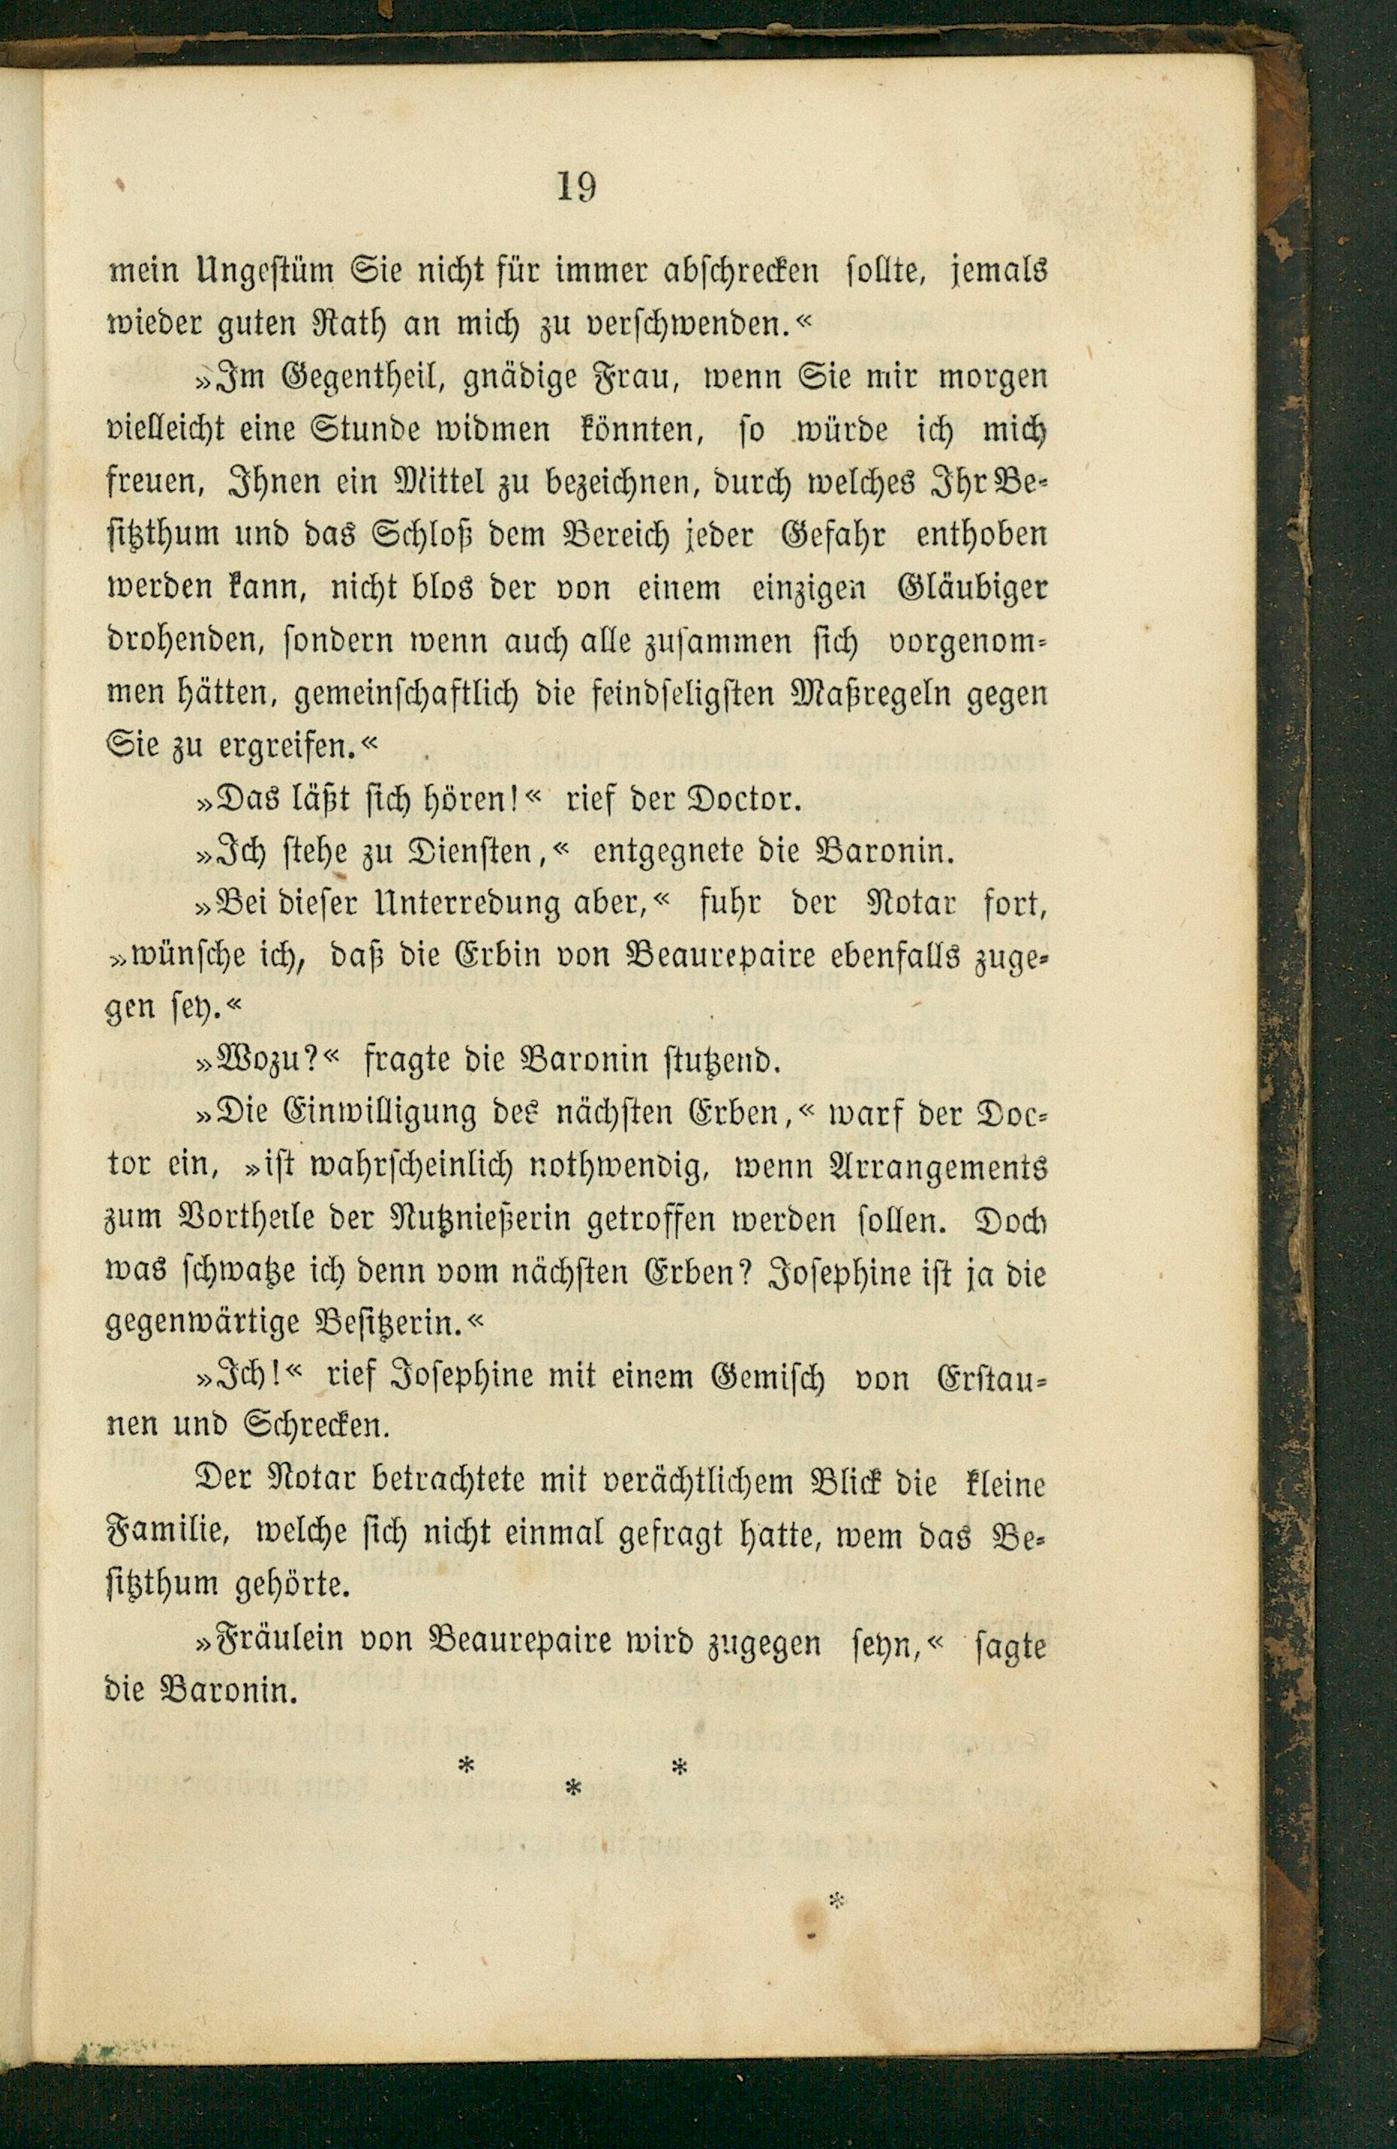 19
mein Ungestüm Sie nicht für immer abschrecken sollte, jemals
wieder guten Rath an mich zu verschwenden.«
»Im Gegentheil, gnädige Frau, wenn Sie mir morgen
vielleicht eine Stunde widmen könnten, so würde ich mich
freuen, Ihnen ein Mittel zu bezeichnen, durch welches Ihr Be-
sitzthum und das Schloß dem Bereich jeder Gefahr enthoben
werden kann, nicht blos der von einem einzigen Gläubiger
drohenden, sondern wenn auch alle zusammen sich vorgenom-
men hätten, gemeinschaftlich die feindseligsten Maßregeln gegen
Sie zu ergreifen.«
»Das läßt sich hören!« rief der Doctor.
»Ich stehe zu Diensten,« entgegnete die Baronin.
»Bei dieser Unterredung aber,« fuhr der Notar fort,
»wünsche ich, daß die Erbin von Beaurepaire ebenfalls zuge-
gen sey.«
»Wozu?« fragte die Baronin stutzend.
»Die Einwilligung des nächsten Erben,« warf der Doc-
tor ein, »ist wahrscheinlich nothwendig, wenn Arrangements
zum Vortheile der Nutznießerin getroffen werden sollen. Doch
was schwatze ich denn vom nächsten Erben? Josephine ist ja die
gegenwärtige Besitzerin.«
»Ich!« rief Josephine mit einem Gemisch von Erstau-
nen und Schrecken.
Der Notar betrachtete mit verächtlichem Blick die kleine
Familie, welche sich nicht einmal gefragt hatte, wem das Be-
sitzthum gehörte.
»Fräulein von Beaurepaire wird zugegen seyn,« sagte
die Baronin.
* * *
*